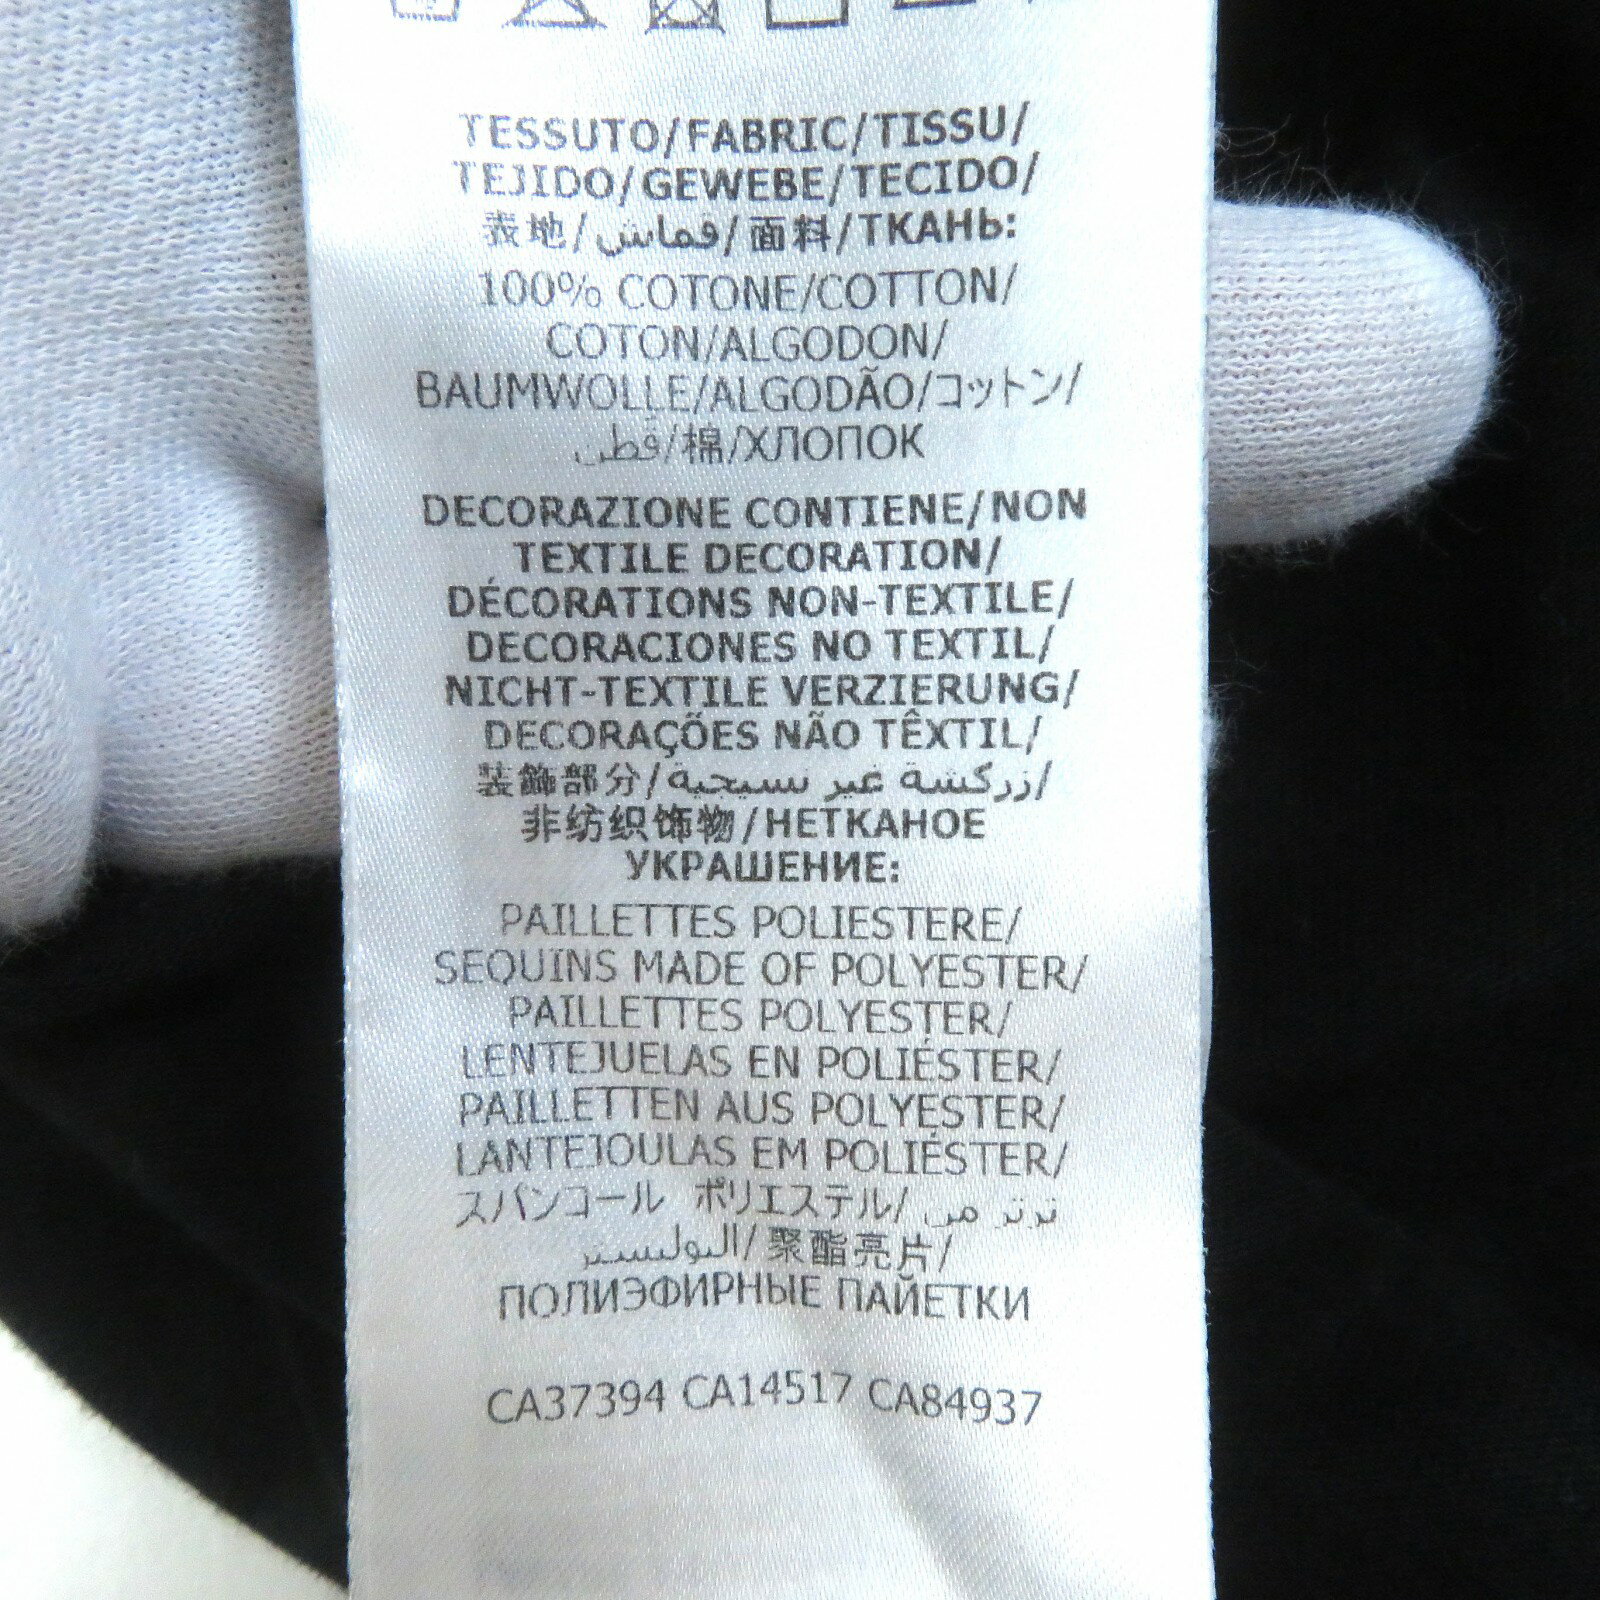 TESSUTO/FABRIC/TISSU/
TEJIDO/GEWEBE/TECIDO/
表地/قماش/面料/ТКАНЬ:
100% COTONE/COTTON/
COTON/ALGODON/
BAUMWOLLE/ALGODÃO/コットン/
قطن/棉/ХЛОПОК
DECORAZIONE CONTIENE/NON
TEXTILE DECORATION/
DÉCORATIONS NON-TEXTILE/
DECORACIONES NO TEXTIL/
NICHT-TEXTILE VERZIERUNG/
DECORAÇÕES NÃO TÊXTIL/
装飾部分/زركشة غير نسيجية/
非纺织饰物/НЕТКАНОЕ
УКРАШЕНИЕ:
PAILLETTES POLIESTERE/
SEQUINS MADE OF POLYESTER/
PAILLETTES POLYESTER/
LENTEJUELAS EN POLIÉSTER/
PAILLETTEN AUS POLYESTER/
LANTEJOULAS EM POLIÉSTER/
スパンコール ポリエステル/ترتر من
البوليستر/聚酯亮片/
ПОЛИЭФИРНЫЕ ПАЙЕТКИ
CA37394 CA14517 CA84937